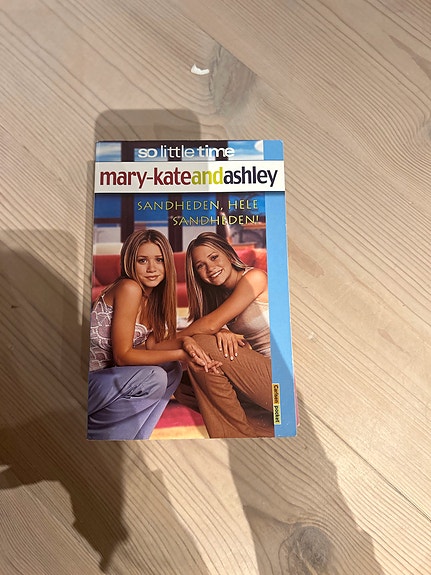 so little time
mary-kateandashley
SANDHEDEN, HELE
SANDHEDEN!
Carlsen pocket